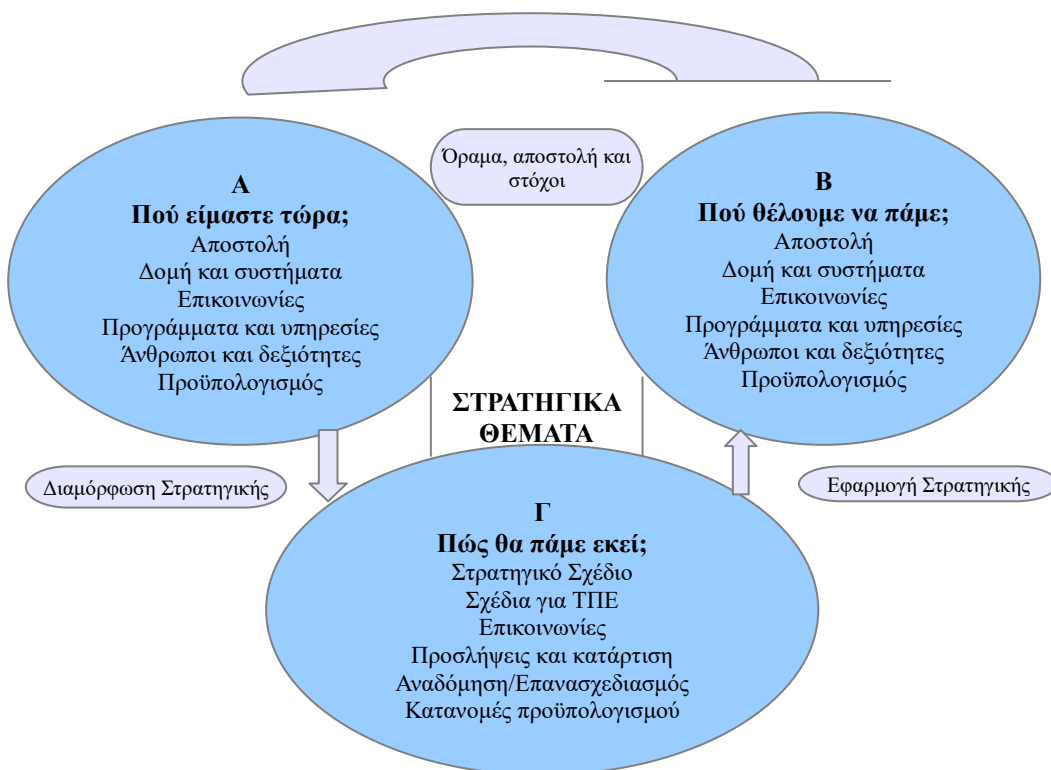 Όραμα, αποστολή και
στόχοι
Α
Πού είμαστε τώρα;
Αποστολή
Δομή και συστήματα
Επικοινωνίες
Προγράμματα και υπηρεσίες
Άνθρωποι και δεξιότητες
Προϋπολογισμός
Β
Πού θέλουμε να πάμε;
Αποστολή
Δομή και συστήματα
Επικοινωνίες
Προγράμματα και υπηρεσίες
Άνθρωποι και δεξιότητες
Προϋπολογισμός
ΣΤΡΑΤΗΓΙΚΑ
ΘΕΜΑΤΑ
Διαμόρφωση Στρατηγικής
Εφαρμογή Στρατηγικής
Γ
Πώς θα πάμε εκεί;
Στρατηγικό Σχέδιο
Σχέδια για ΤΠΕ
Επικοινωνίες
Προσλήψεις και κατάρτιση
Αναδόμηση/Επανασχεδιασμός
Κατανομές προϋπολογισμού